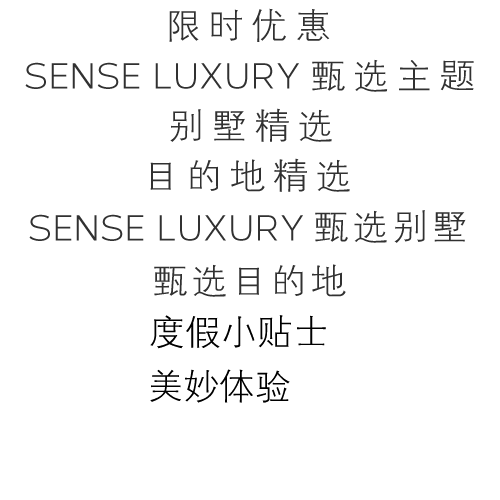 限时优惠
SENSE LUXURY 甄选主题
别墅精选
目的地精选
SENSE LUXURY 甄选别墅
甄选目的地
度假小贴士
美妙体验